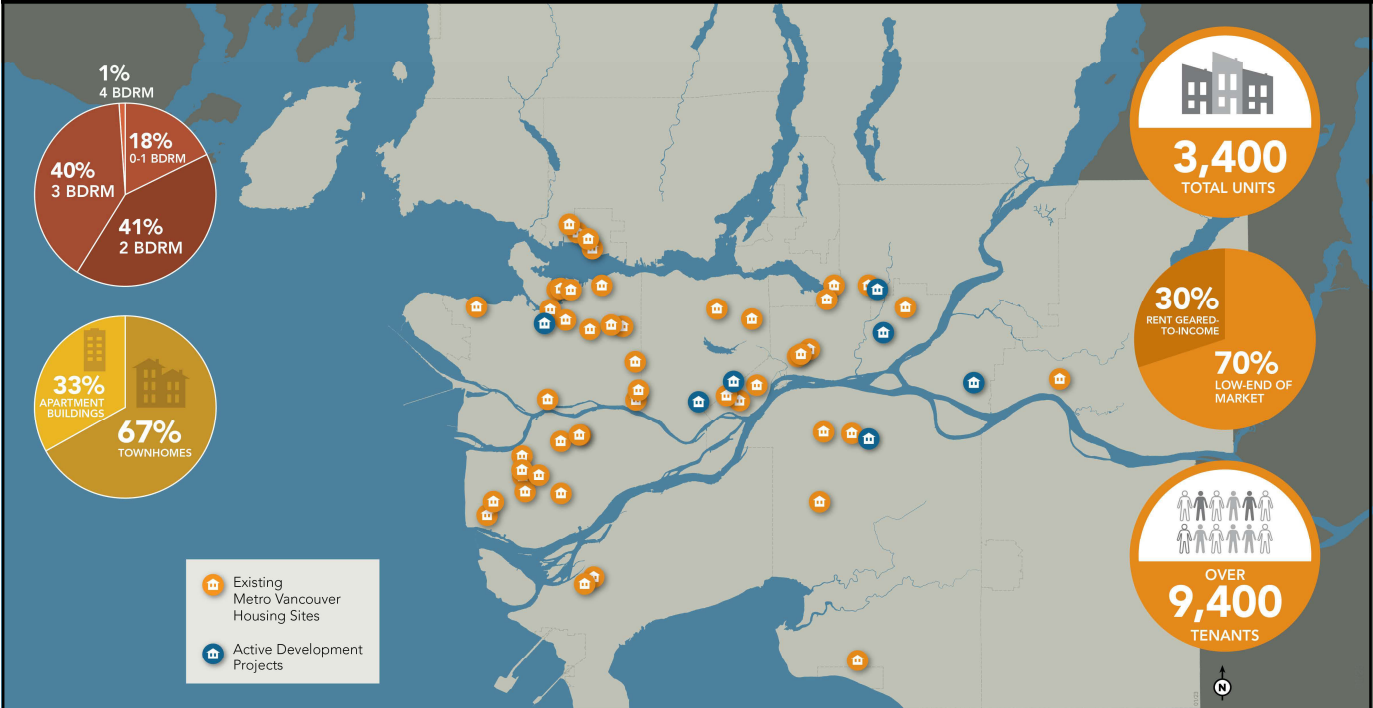 1%
4 BDRM
18%
0-1 BDRM
40%
3 BDRM
41%
2 BDRM
33%
APARTMENT
BUILDINGS
67%
TOWNHOMES
Existing
Metro Vancouver
Housing Sites
Active Development
Projects
3,400
TOTAL UNITS
30%
RENT GEARED-
TO-INCOME
70%
LOW-END OF
MARKET
OVER
9,400
TENANTS
N